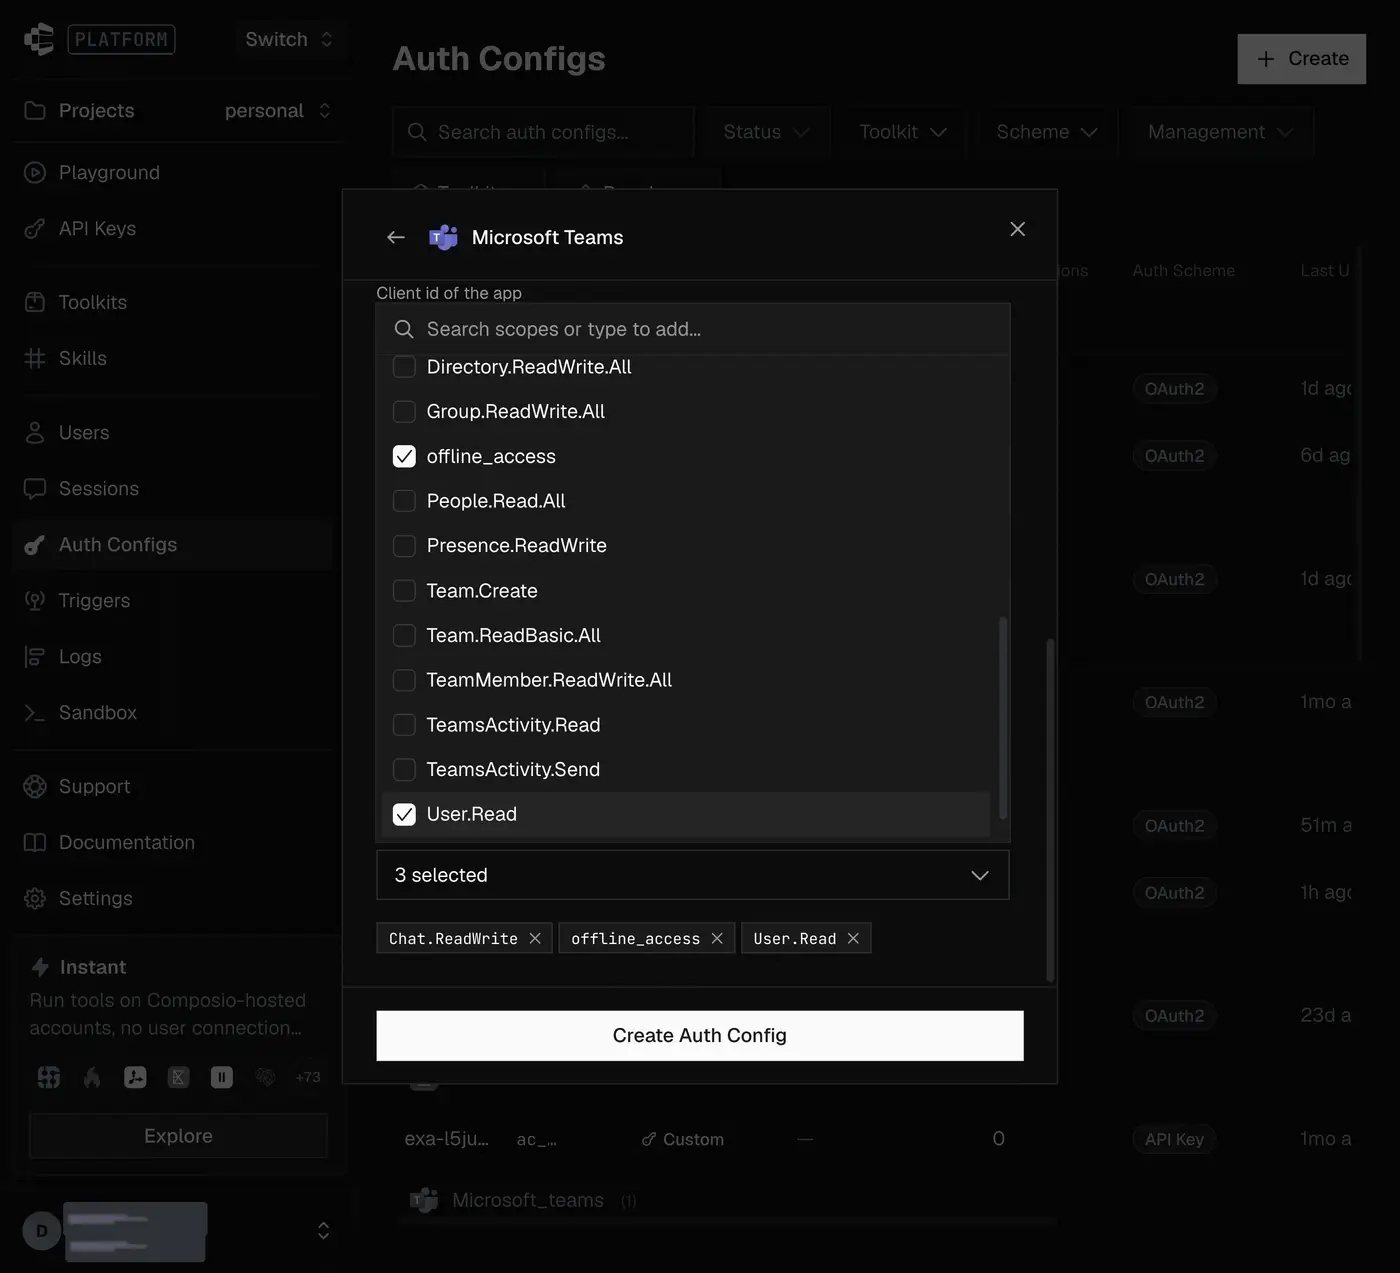 PLATFORM
Switch
Projects
personal
Playground
API Keys
Toolkits
Skills
Users
Sessions
Auth Configs
Triggers
Logs
Sandbox
Support
Documentation
Settings
Instant
Run tools on Composio-hosted
accounts, no user connection...
+73
Explore
D
Auth Configs
Create
Search auth configs...
Status
Toolkit
Scheme
Management
Microsoft Teams
Client id of the app
Search scopes or type to add...
Directory.ReadWrite.All
Group.ReadWrite.All
offline_access
People.Read.All
Presence.ReadWrite
Team.Create
Team.ReadBasic.All
TeamMember.ReadWrite.All
TeamsActivity.Read
TeamsActivity.Send
User.Read
3 selected
Chat.ReadWrite
offline_access
User.Read
Create Auth Config
ions
Auth Scheme
Last U
OAuth2
1d ago
OAuth2
6d ag
OAuth2
1d ago
OAuth2
1mo a
OAuth2
51m a
OAuth2
1h ago
OAuth2
23d a
exa-l5ju...
ac_...
Custom
—
0
API Key
1mo a
Microsoft_teams
(1)